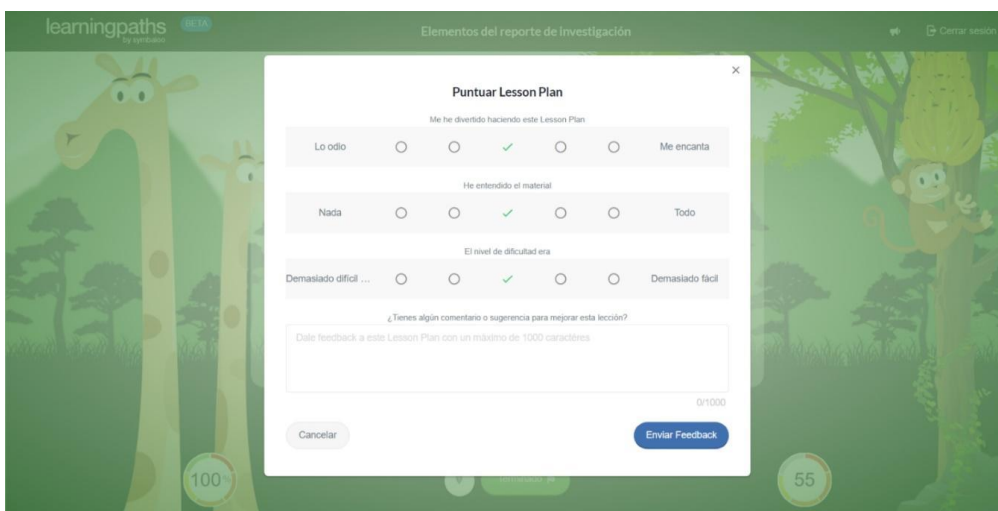 learningpaths BETA
by symbaloo
Elementos del reporte de investigación
Cerrar sesión
Puntuar Lesson Plan
Me he divertido haciendo este Lesson Plan
Lo odio
Me encanta
He entendido el material
Nada
Todo
El nivel de dificultad era
Demasiado difícil ...
Demasiado fácil
¿Tienes algún comentario o sugerencia para mejorar esta lección?
Dale feedback a este Lesson Plan con un máximo de 1000 caractéres
0/1000
Cancelar
Enviar Feedback
100%
55